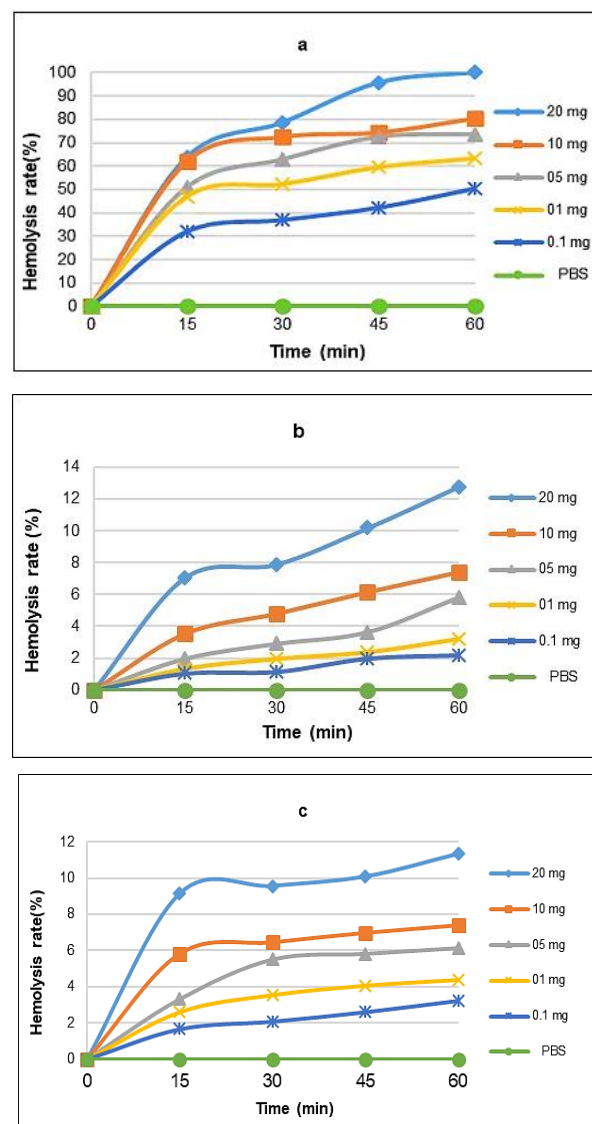 a
Hemolysis rate(%)
100
90
80
70
60
50
40
30
20
10
0
0 15 30 45 60
Time (min)
20 mg
10 mg
05 mg
01 mg
0.1 mg
PBS
b
Hemolysis rate (%)
14
12
10
8
6
4
2
0
0 15 30 45 60
Time (min)
20 mg
10 mg
05 mg
01 mg
0.1 mg
PBS
c
Hemolysis rate(%)
12
10
8
6
4
2
0
0 15 30 45 60
Time (min)
20 mg
10 mg
05 mg
01 mg
0.1 mg
PBS